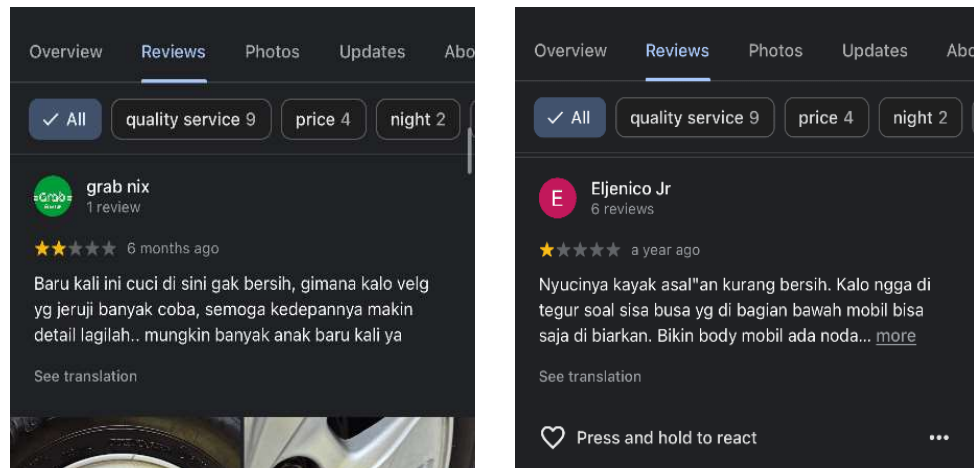 Overview Reviews Photos Updates Abo
✓ All quality service 9 price 4 night 2
Grab
grab nix
1 review
6 months ago
Baru kali ini cuci di sini gak bersih, gimana kalo velg
yg jeruji banyak coba, semoga kedepannya makin
detail lagilah.. mungkin banyak anak baru kali ya
See translation
Overview Reviews Photos Updates Abo
✓ All quality service 9 price 4 night 2
E
Eljenico Jr
6 reviews
a year ago
Nyucinya kayak asal"an kurang bersih. Kalo ngga di
tegur soal sisa busa yg di bagian bawah mobil bisa
saja di biarkan. Bikin body mobil ada noda... more
See translation
Press and hold to react